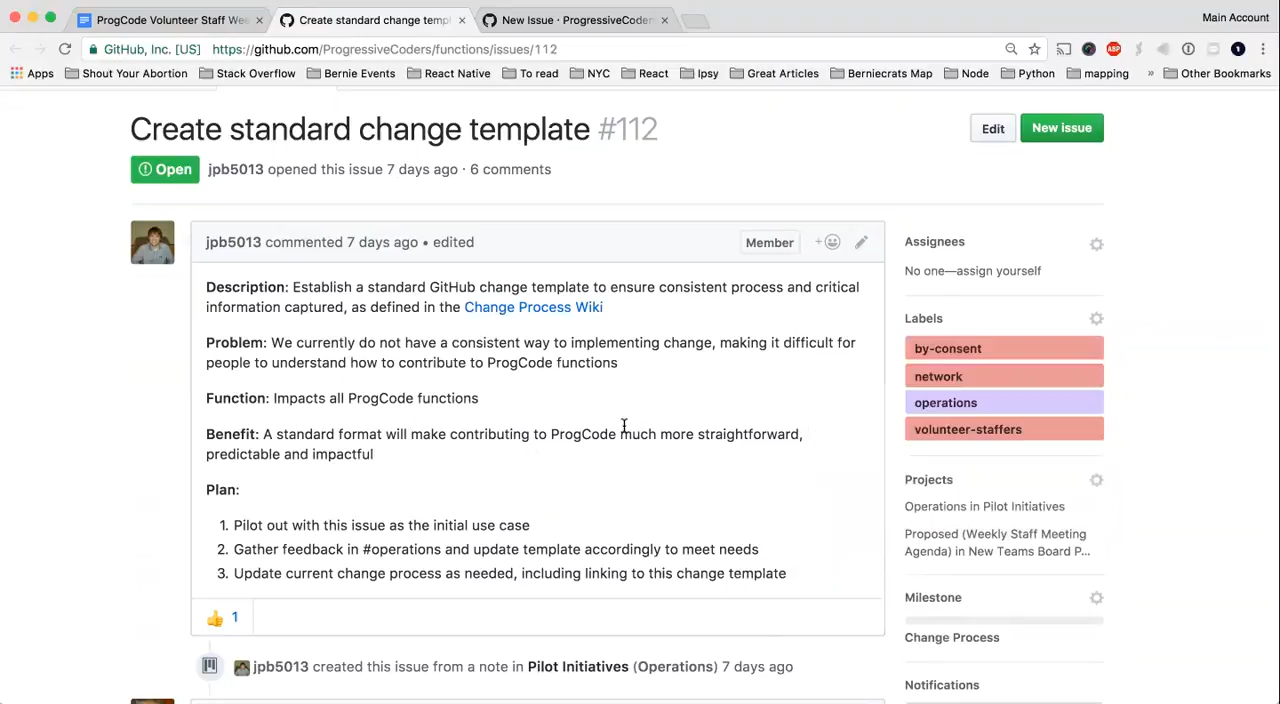 ProgCode Volunteer Staff Wee
Create standard change templ
New Issue · ProgressiveCoder
Main Account
GitHub, Inc. [US] https://github.com/ProgressiveCoders/functions/issues/112
ABP
Apps Shout Your Abortion Stack Overflow Bernie Events React Native To read NYC React Ipsy Great Articles Berniecrats Map Node Python mapping » Other Bookmarks
Create standard change template #112
Edit
New issue
Open jpb5013 opened this issue 7 days ago · 6 comments
jpb5013 commented 7 days ago • edited
Member
Description: Establish a standard GitHub change template to ensure consistent process and critical
information captured, as defined in the Change Process Wiki
Problem: We currently do not have a consistent way to implementing change, making it difficult for
people to understand how to contribute to ProgCode functions
Function: Impacts all ProgCode functions
Benefit: A standard format will make contributing to ProgCode much more straightforward,
predictable and impactful
Plan:
1. Pilot out with this issue as the initial use case
2. Gather feedback in #operations and update template accordingly to meet needs
3. Update current change process as needed, including linking to this change template
1
jpb5013 created this issue from a note in Pilot Initiatives (Operations) 7 days ago
Assignees
No one—assign yourself
Labels
by-consent
network
operations
volunteer-staffers
Projects
Operations in Pilot Initiatives
Proposed (Weekly Staff Meeting
Agenda) in New Teams Board P...
Milestone
Change Process
Notifications